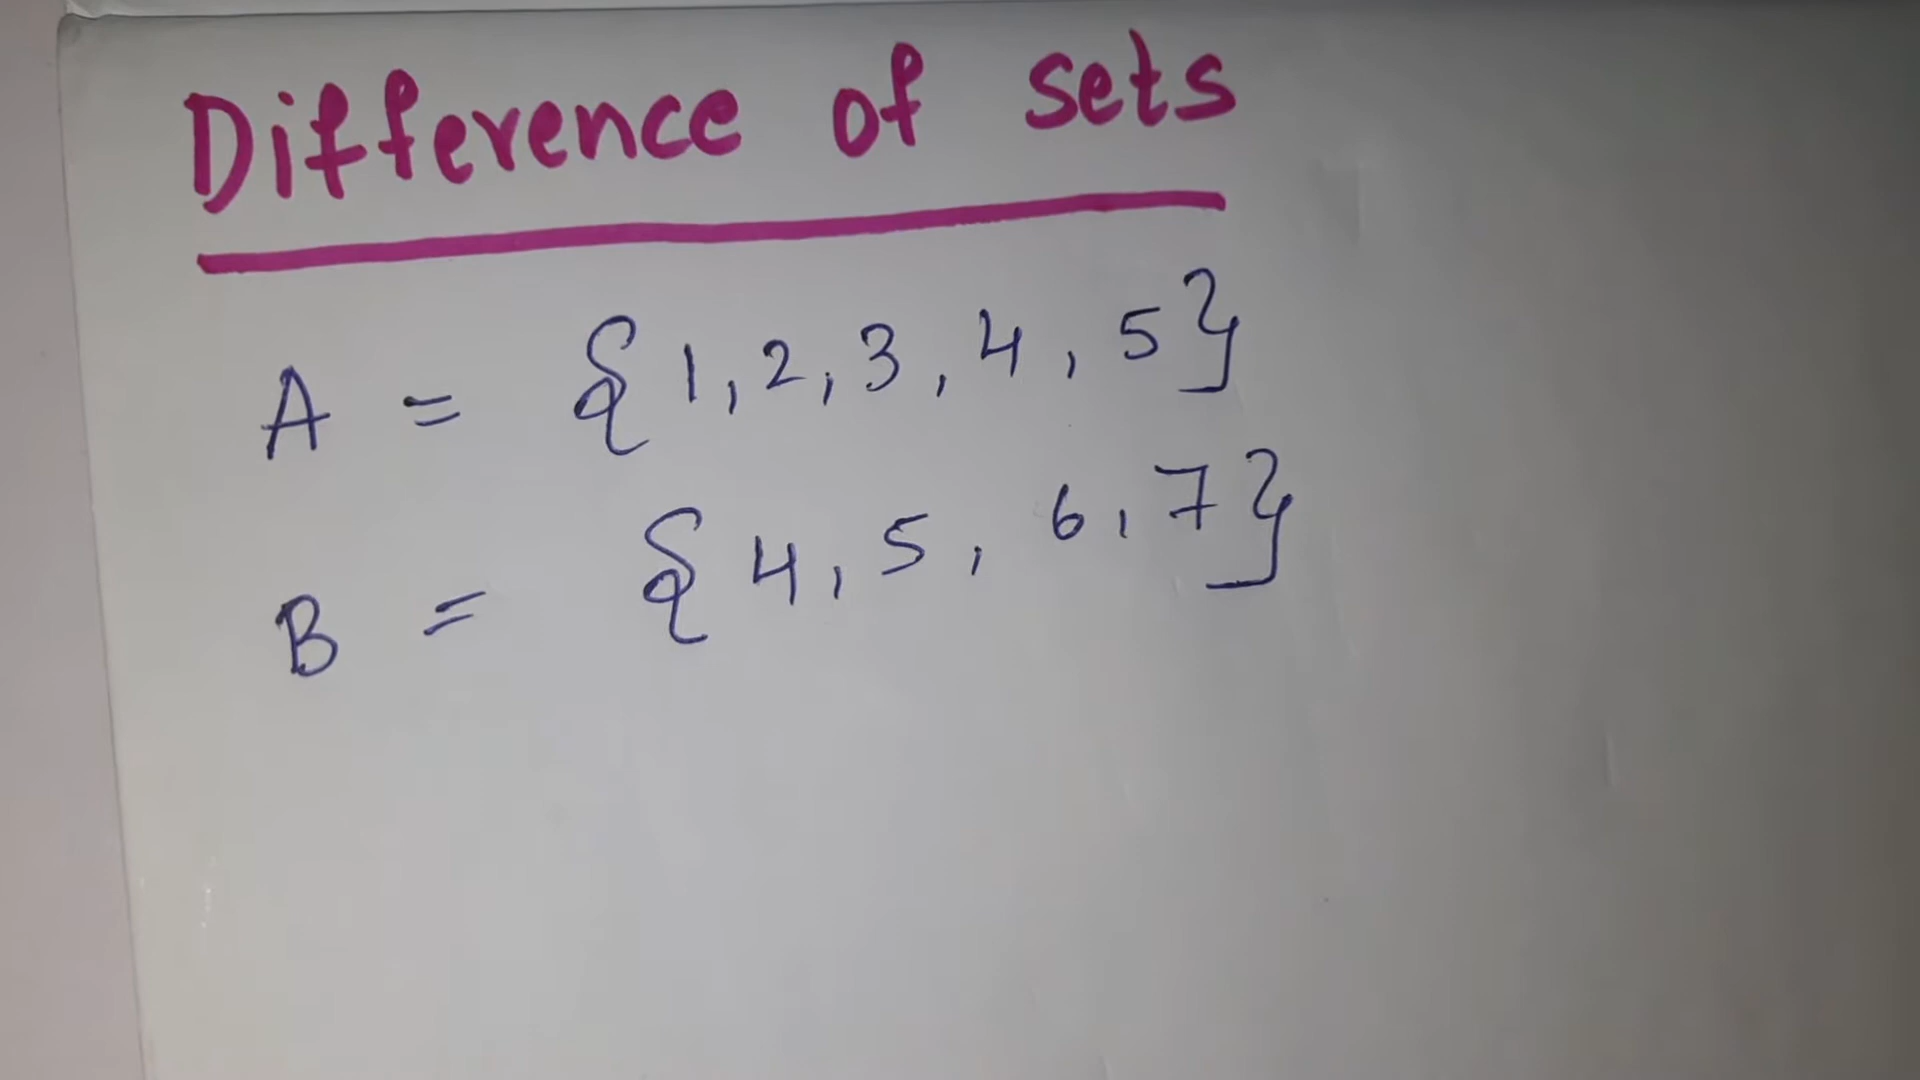 Difference of sets
A = {1, 2, 3, 4, 5}
B = {4, 5, 6, 7}